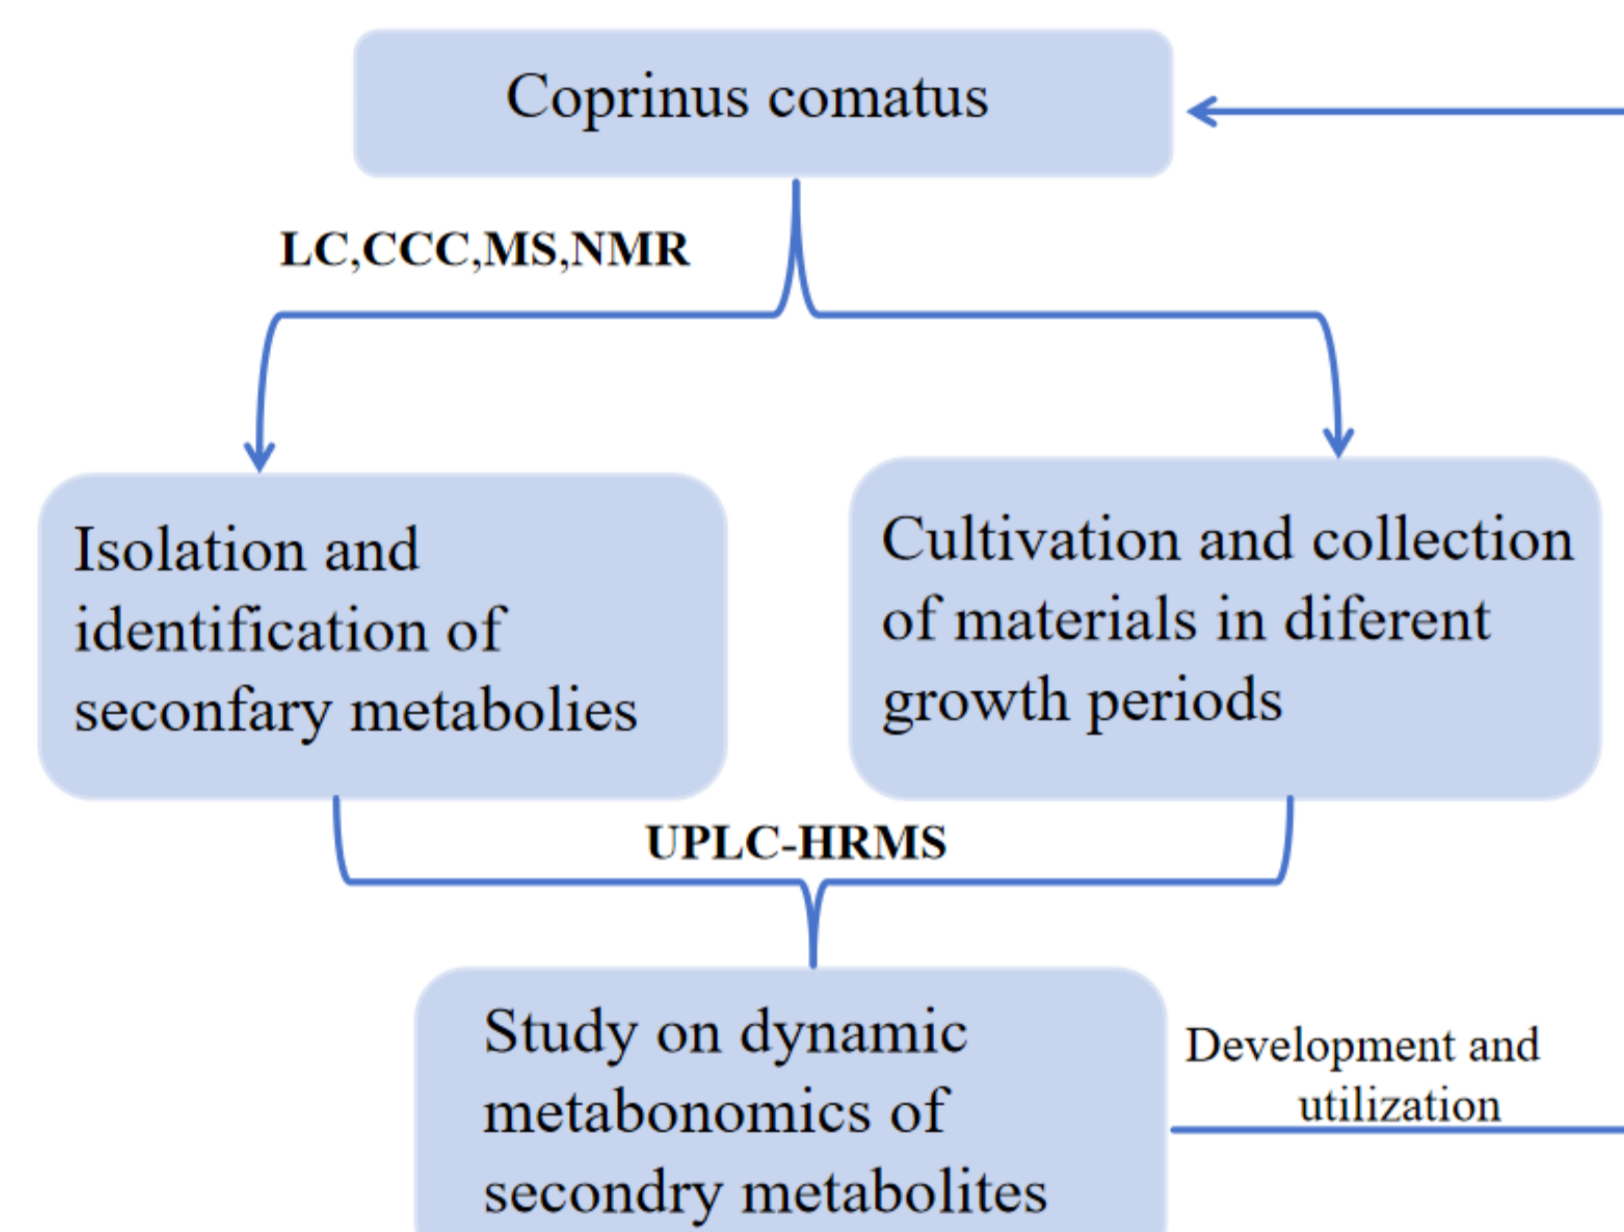 Coprinus comatus
LC,CCC,MS,NMR
Isolation and
identification of
seconfary metabolies
Cultivation and collection
of materials in diferent
growth periods
UPLC-HRMS
Study on dynamic
metabonomics of
secondry metabolites
Development and
utilization